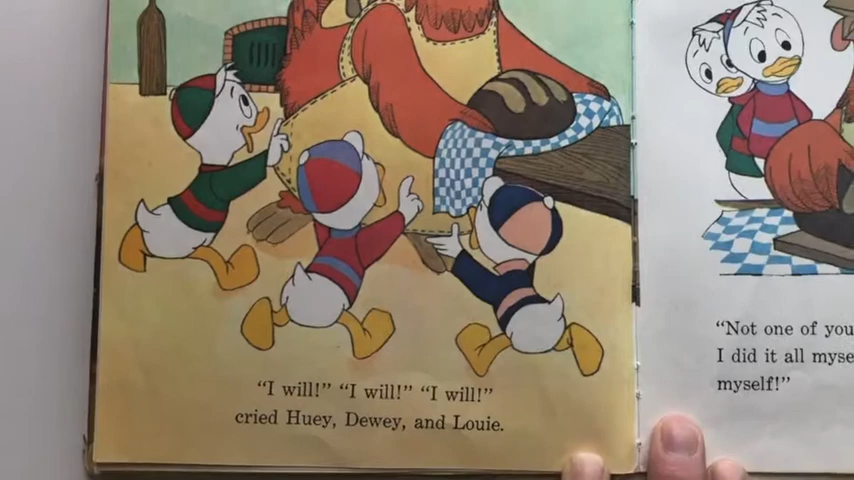 "I will!" "I will!" "I will!"
cried Huey, Dewey, and Louie.
"Not one of you
I did it all myse
myself!"